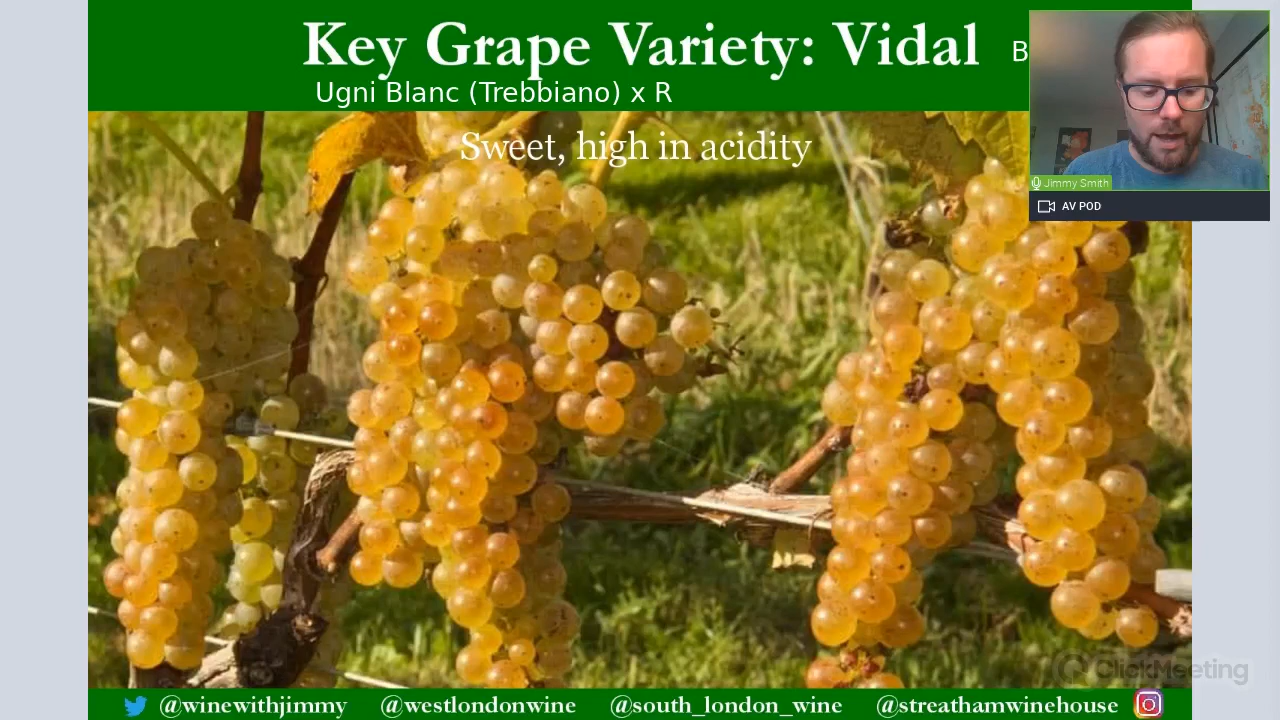 Key Grape Variety: Vidal B
Ugni Blanc (Trebbiano) x R
Sweet, high in acidity
Jimmy Smith
AV POD
ClickMeeting
@winewithjimmy @westlondonwine @south_london_wine @streathamwinehouse